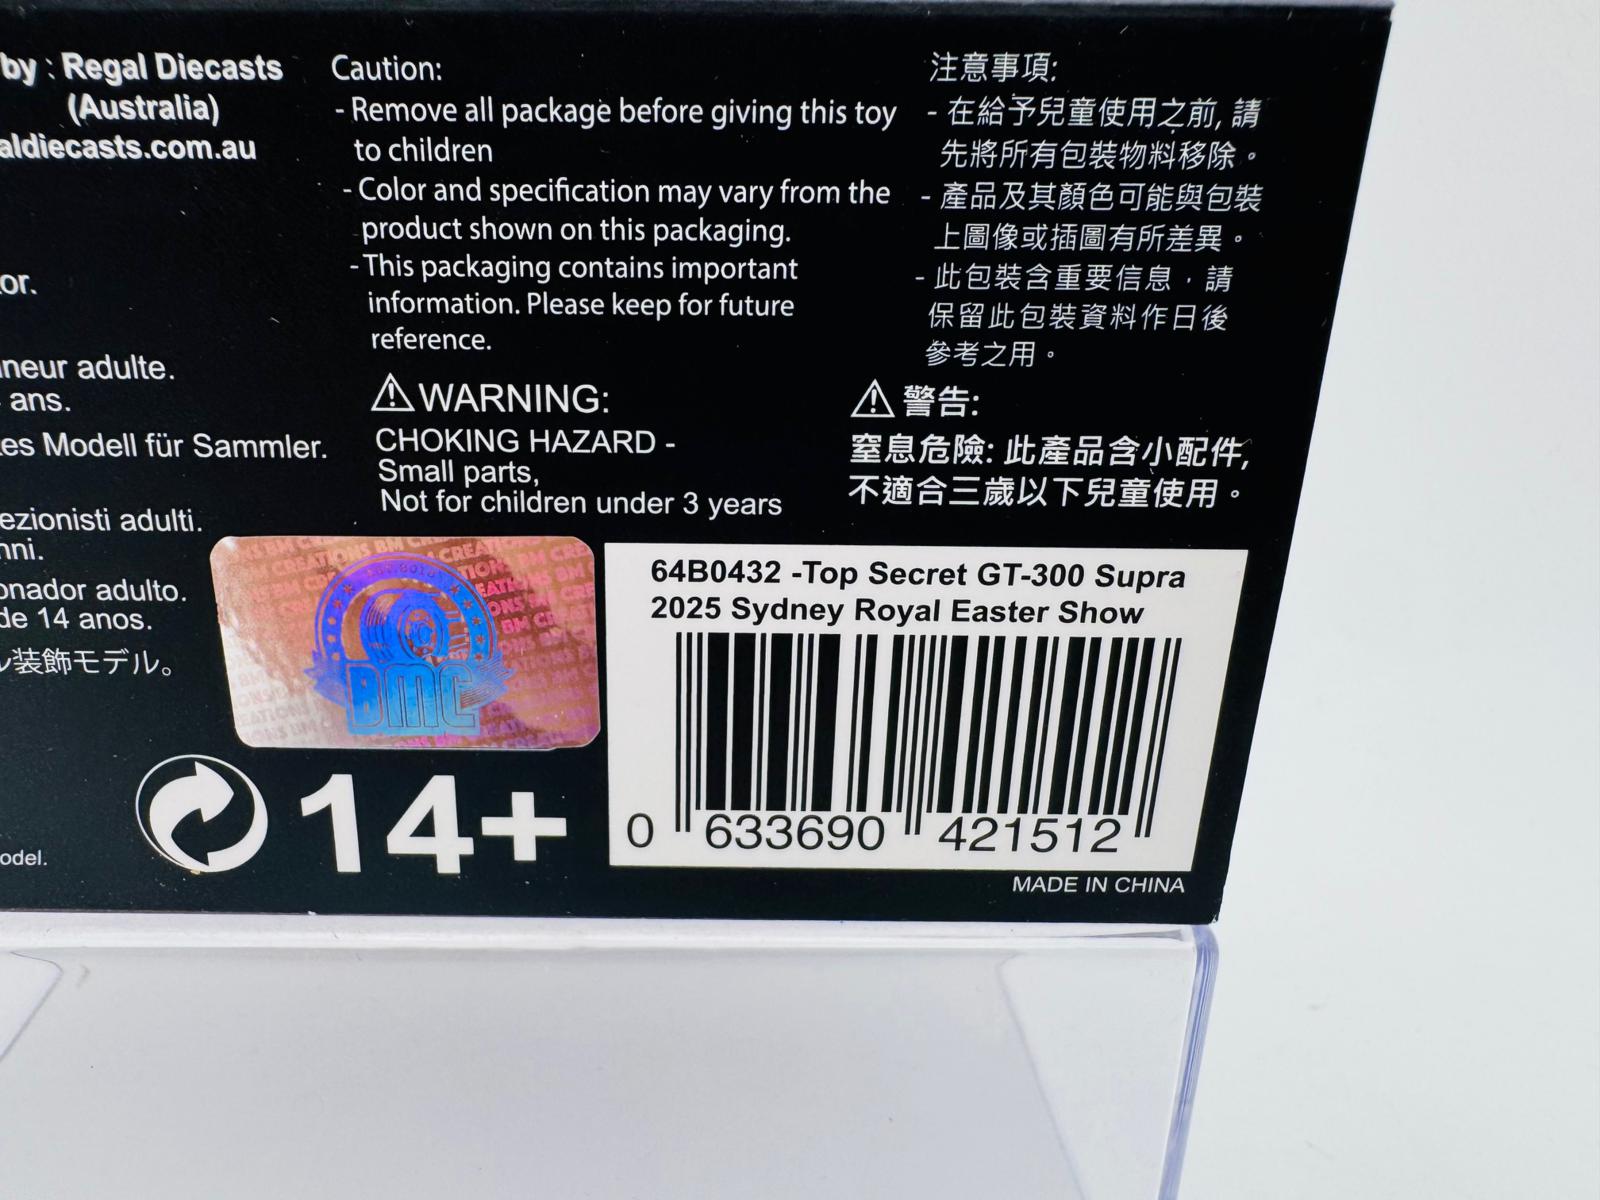 by : Regal Diecasts
(Australia)
aldiecasts.com.au
or.
neur adulte.
ans.
es Modell für Sammler.
ezionisti adulti.
nni.
onador adulto.
de 14 anos.
ル装飾モデル。
odel.
Caution:
- Remove all package before giving this toy
to children
- Color and specification may vary from the
product shown on this packaging.
- This packaging contains important
information. Please keep for future
reference.
⚠WARNING:
CHOKING HAZARD -
Small parts,
Not for children under 3 years
注意事項:
- 在給予兒童使用之前, 請
先將所有包裝物料移除。
- 產品及其顏色可能與包裝
上圖像或插圖有所差異。
- 此包裝含重要信息，請
保留此包裝資料作日後
參考之用。
⚠警告:
窒息危險: 此產品含小配件,
不適合三歲以下兒童使用。
BM CREATIONS
BMC
14+
64B0432 -Top Secret GT-300 Supra
2025 Sydney Royal Easter Show
0 633690 421512
MADE IN CHINA